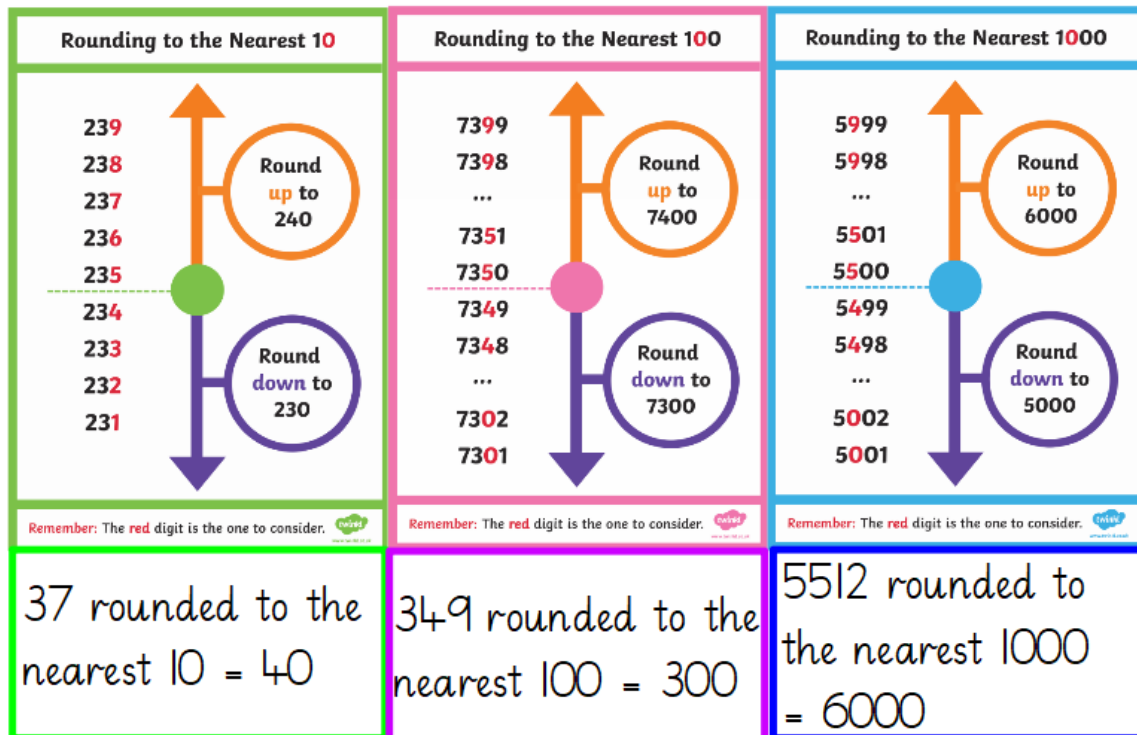 Rounding to the Nearest 10
239
238
237
236
235
234
233
232
231
Round
up to
240
Round
down to
230
Remember: The red digit is the one to consider.
twinkl
Rounding to the Nearest 100
7399
7398
...
7351
7350
7349
7348
...
7302
7301
Round
up to
7400
Round
down to
7300
Remember: The red digit is the one to consider.
twinkl
Rounding to the Nearest 1000
5999
5998
...
5501
5500
5499
5498
...
5002
5001
Round
up to
6000
Round
down to
5000
Remember: The red digit is the one to consider.
twinkl
37 rounded to the
nearest 10 = 40
349 rounded to the
nearest 100 = 300
5512 rounded to
the nearest 1000
= 6000